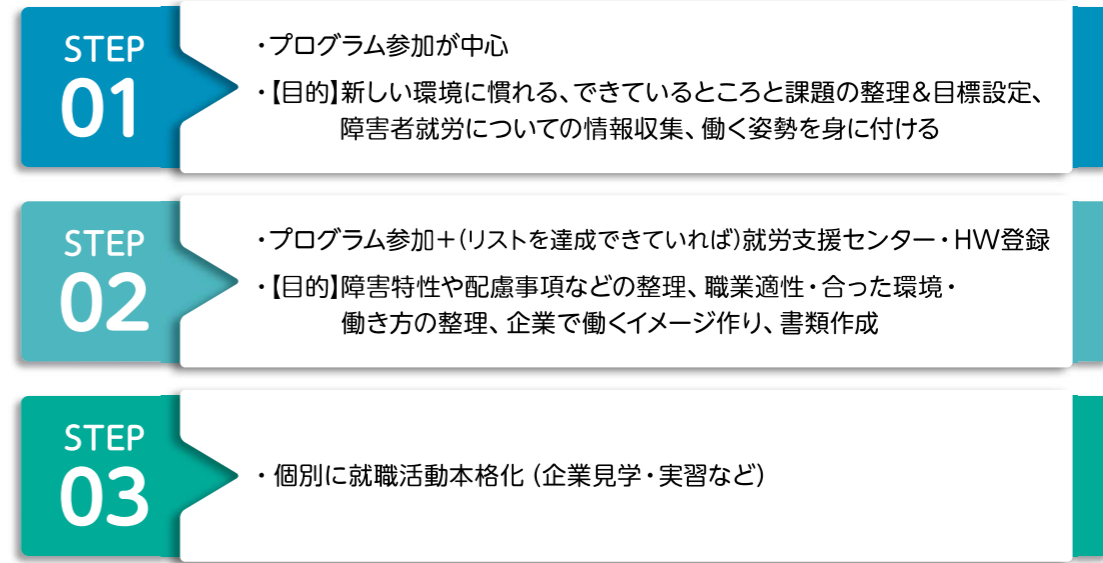 STEP
01
・プログラム参加が中心
・【目的】新しい環境に慣れる、できているところと課題の整理&目標設定、
障害者就労についての情報収集、働く姿勢を身に付ける
STEP
02
・プログラム参加+(リストを達成できていれば)就労支援センター・HW登録
・【目的】障害特性や配慮事項などの整理、職業適性・合った環境・
働き方の整理、企業で働くイメージ作り、書類作成
STEP
03
・個別に就職活動本格化 (企業見学・実習など)